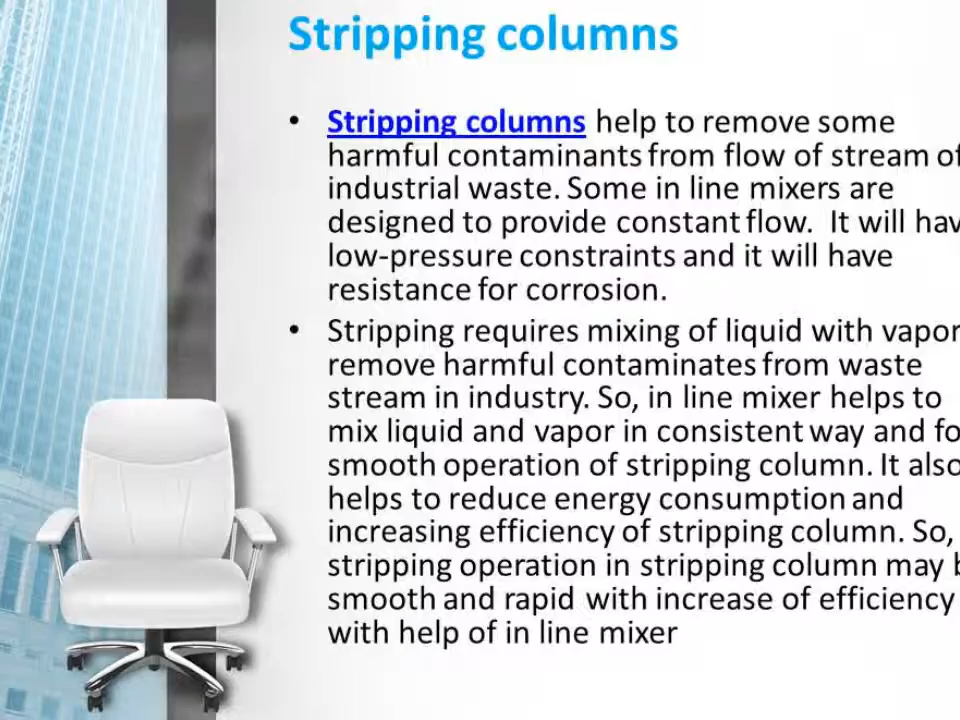 Stripping columns
• Stripping columns help to remove some
harmful contaminants from flow of stream of
industrial waste. Some in line mixers are
designed to provide constant flow. It will hav
low-pressure constraints and it will have
resistance for corrosion.
• Stripping requires mixing of liquid with vapor
remove harmful contaminates from waste
stream in industry. So, in line mixer helps to
mix liquid and vapor in consistent way and fo
smooth operation of stripping column. It also
helps to reduce energy consumption and
increasing efficiency of stripping column. So,
stripping operation in stripping column may b
smooth and rapid with increase of efficiency
with help of in line mixer